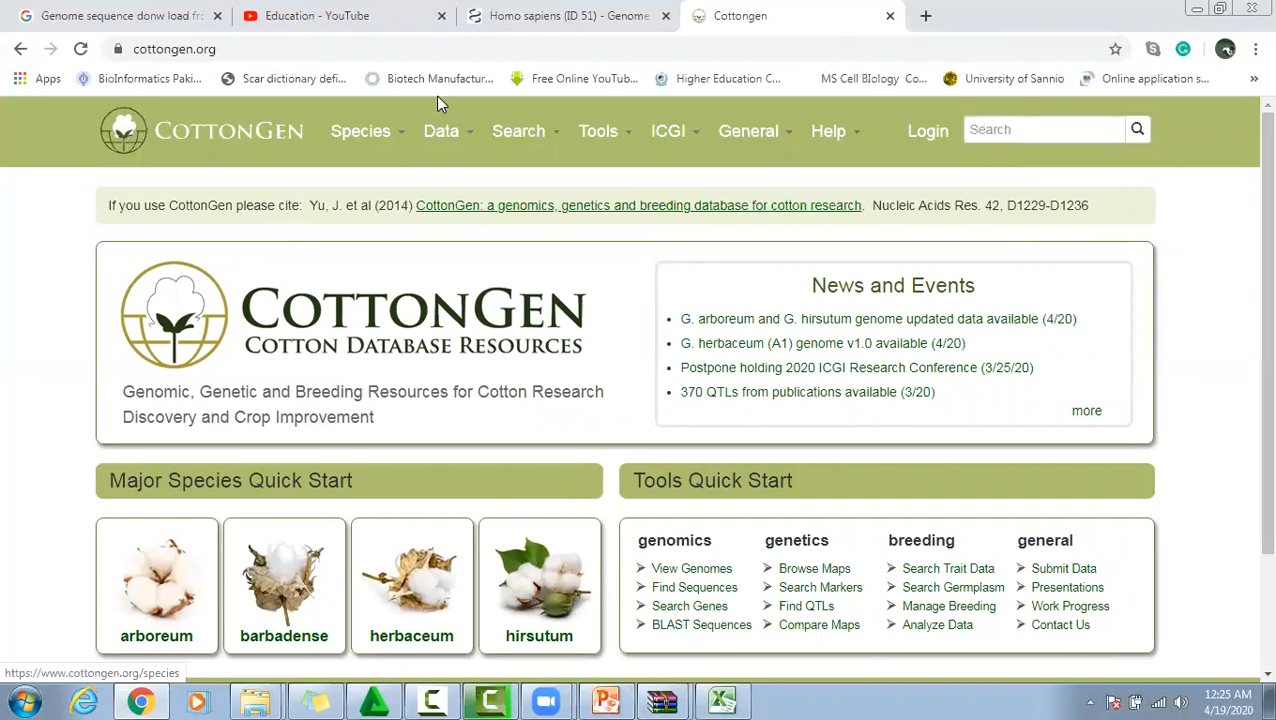 Genome sequence donw load fr
Education - YouTube
Homo sapiens (ID 51) - Genome
Cottongen
cottongen.org
Apps
BioInformatics Paki...
Scar dictionary defi...
Biotech Manufactur...
Free Online YouTub...
Higher Education C...
MS Cell BIology Co...
University of Sannio
Online application s...
COTTONGEN
Species
Data
Search
Tools
ICGI
General
Help
Login
Search
If you use CottonGen please cite: Yu, J. et al (2014) CottonGen: a genomics, genetics and breeding database for cotton research. Nucleic Acids Res. 42, D1229-D1236
COTTONGEN
COTTON DATABASE RESOURCES
Genomic, Genetic and Breeding Resources for Cotton Research
Discovery and Crop Improvement
News and Events
G. arboreum and G. hirsutum genome updated data available (4/20)
G. herbaceum (A1) genome v1.0 available (4/20)
Postpone holding 2020 ICGI Research Conference (3/25/20)
370 QTLs from publications available (3/20)
more
Major Species Quick Start
arboreum
barbadense
herbaceum
hirsutum
Tools Quick Start
genomics
View Genomes
Find Sequences
Search Genes
BLAST Sequences
genetics
Browse Maps
Search Markers
Find QTLs
Compare Maps
breeding
Search Trait Data
Search Germplasm
Manage Breeding
Analyze Data
general
Submit Data
Presentations
Work Progress
Contact Us
https://www.cottongen.org/species
12:25 AM
4/19/2020